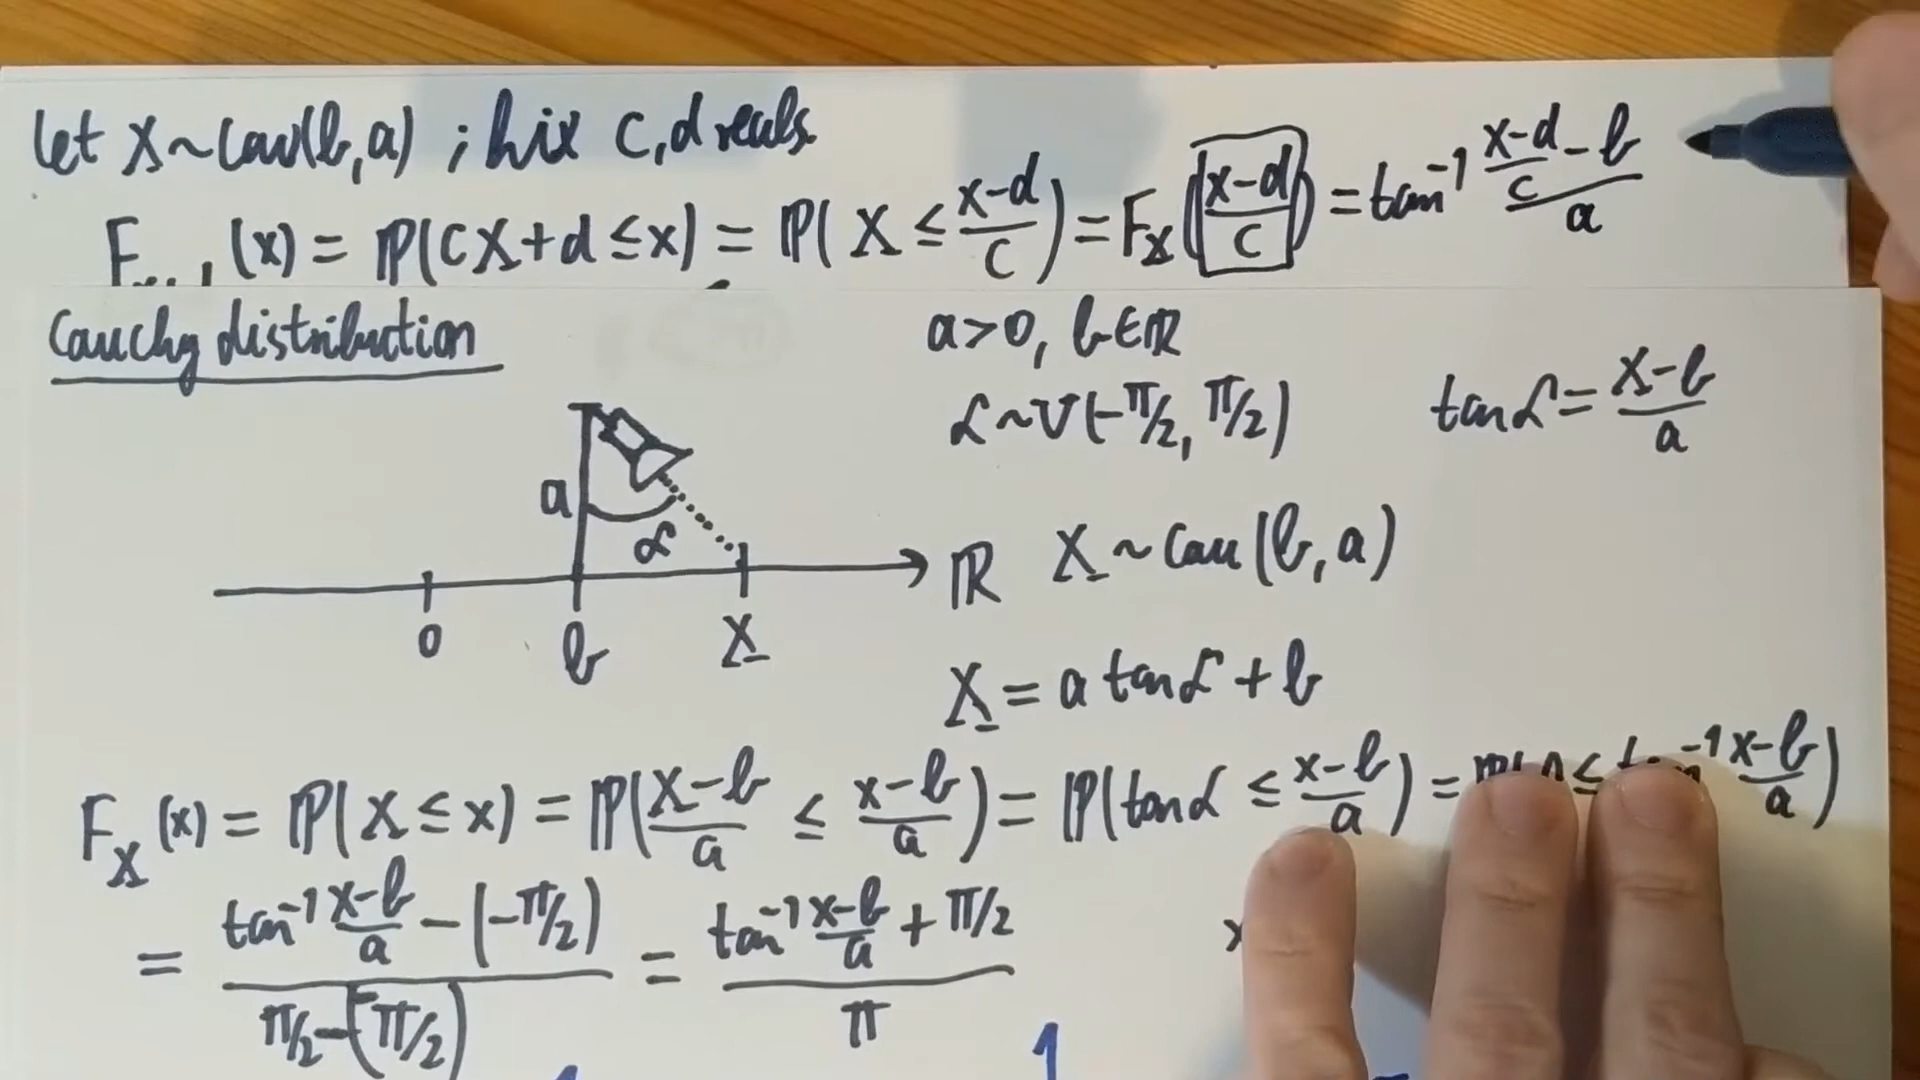 Let X~Cau(b,a) ; fix c,d reals.
(x) = ℙ(cX+d ≤ x) = ℙ(X ≤ (x-d)/c) = F_X((x-d)/c) = tan⁻¹ ((x-d)/c - b)/a
Cauchy distribution
a>0, b∈ℝ
α~U(-π/2, π/2)
tan α = (X-b)/a
a
α
ℝ
0
b
X
X ~ Cau(b, a)
X = a tan α + b
F_X(x) = ℙ(X ≤ x) = ℙ((X-b)/a ≤ (x-b)/a) = ℙ(tan α ≤ (x-b)/a) = (x-b)/a)
= (tan⁻¹ (x-b)/a - (-π/2))/(π/2-(-π/2)) = (tan⁻¹ (x-b)/a + π/2)/π